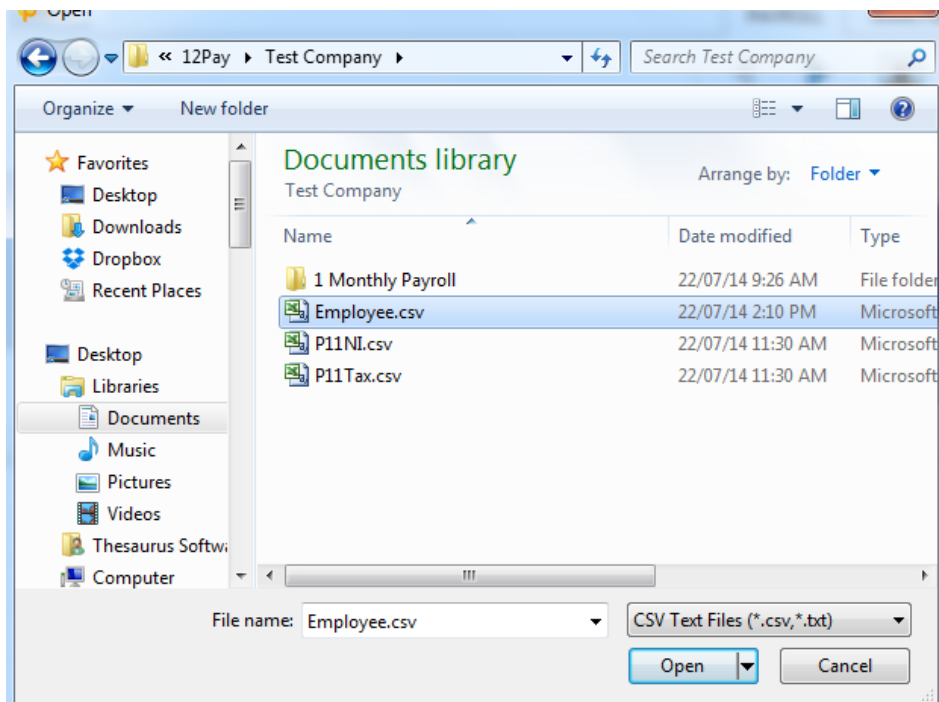 Open
« 12Pay ▸ Test Company ▸
Search Test Company
Organize ▾ New folder
Favorites
Desktop
Downloads
Dropbox
Recent Places
Desktop
Libraries
Documents
Music
Pictures
Videos
Thesaurus Softw
Computer
Documents library
Test Company
Arrange by: Folder ▾
Name Date modified Type
1 Monthly Payroll 22/07/14 9:26 AM File folder
Employee.csv 22/07/14 2:10 PM Microsoft
P11NI.csv 22/07/14 11:30 AM Microsoft
P11Tax.csv 22/07/14 11:30 AM Microsoft
File name: Employee.csv
CSV Text Files (*.csv,*.txt)
Open Cancel